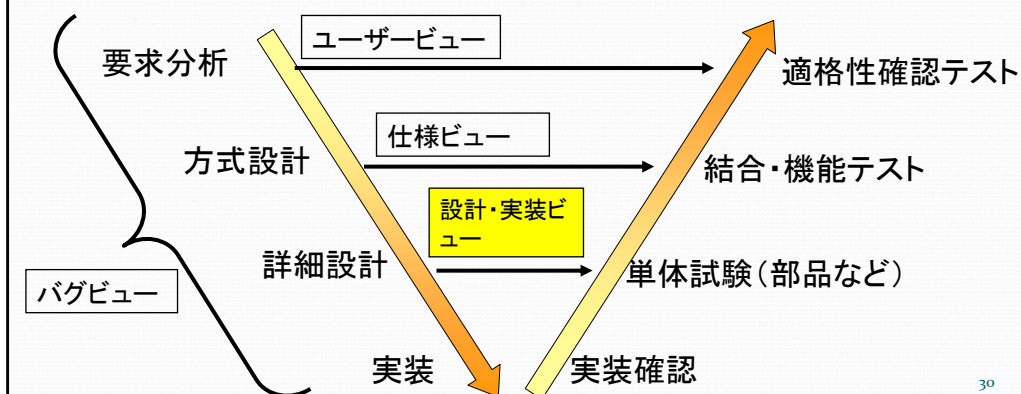 ユーザービュー
要求分析
適格性確認テスト
仕様ビュー
方式設計
結合・機能テスト
設計・実装ビ
ュー
詳細設計
単体試験(部品など)
バグビュー
実装
実装確認
30